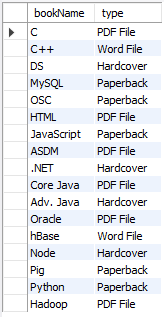 bookName type
C PDF File
C++ Word File
DS Hardcover
MySQL Paperback
OSC Paperback
HTML PDF File
JavaScript Paperback
ASDM PDF File
.NET Hardcover
Core Java PDF File
Adv. Java Hardcover
Oracle PDF File
hBase Word File
Node Hardcover
Pig Paperback
Python Paperback
Hadoop PDF File